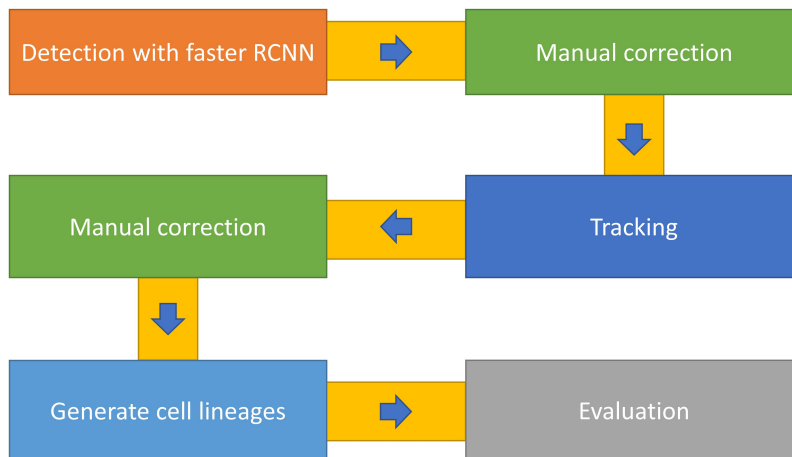 Detection with faster RCNN
Manual correction
Tracking
Manual correction
Generate cell lineages
Evaluation